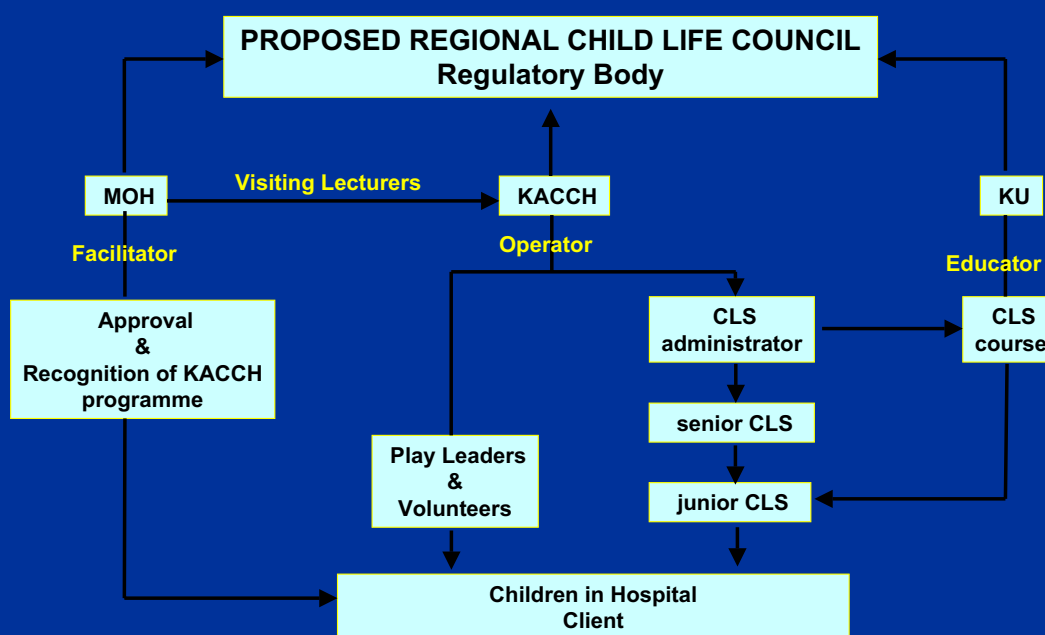 PROPOSED REGIONAL CHILD LIFE COUNCIL
Regulatory Body
MOH
Visiting Lecturers
KACCH
KU
Facilitator
Operator
Educator
Approval
&
Recognition of KACCH
programme
CLS
administrator
CLS
course
senior CLS
Play Leaders
&
Volunteers
junior CLS
Children in Hospital
Client